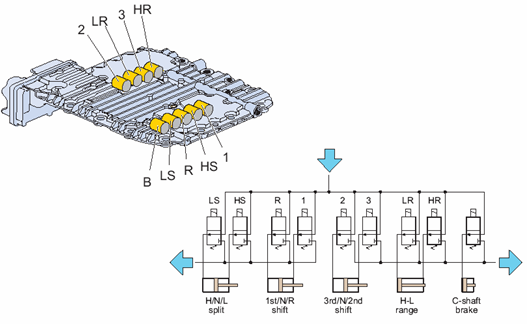 HR
3
LR
2
1
HS
R
LS
B
LS HS R 1 2 3 LR HR
H/N/L split
1st/N/R shift
3rd/N/2nd shift
H-L range
C-shaft brake